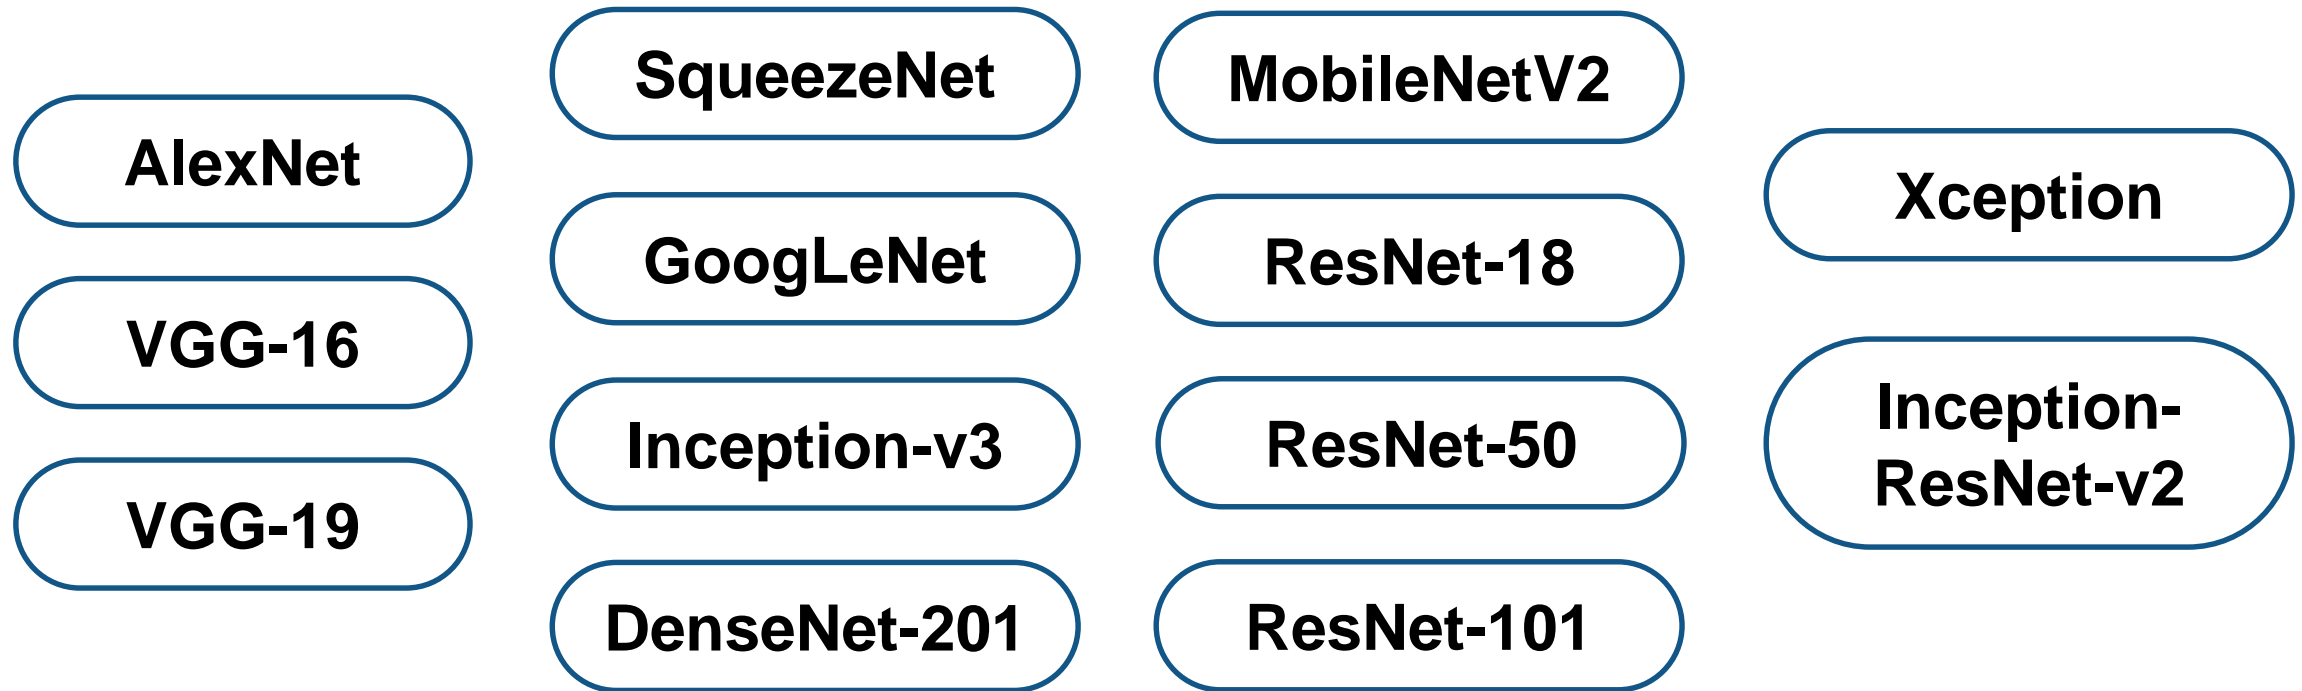 AlexNet
VGG-16
VGG-19
SqueezeNet
GoogLeNet
Inception-v3
DenseNet-201
MobileNetV2
ResNet-18
ResNet-50
ResNet-101
Xception
Inception-
ResNet-v2